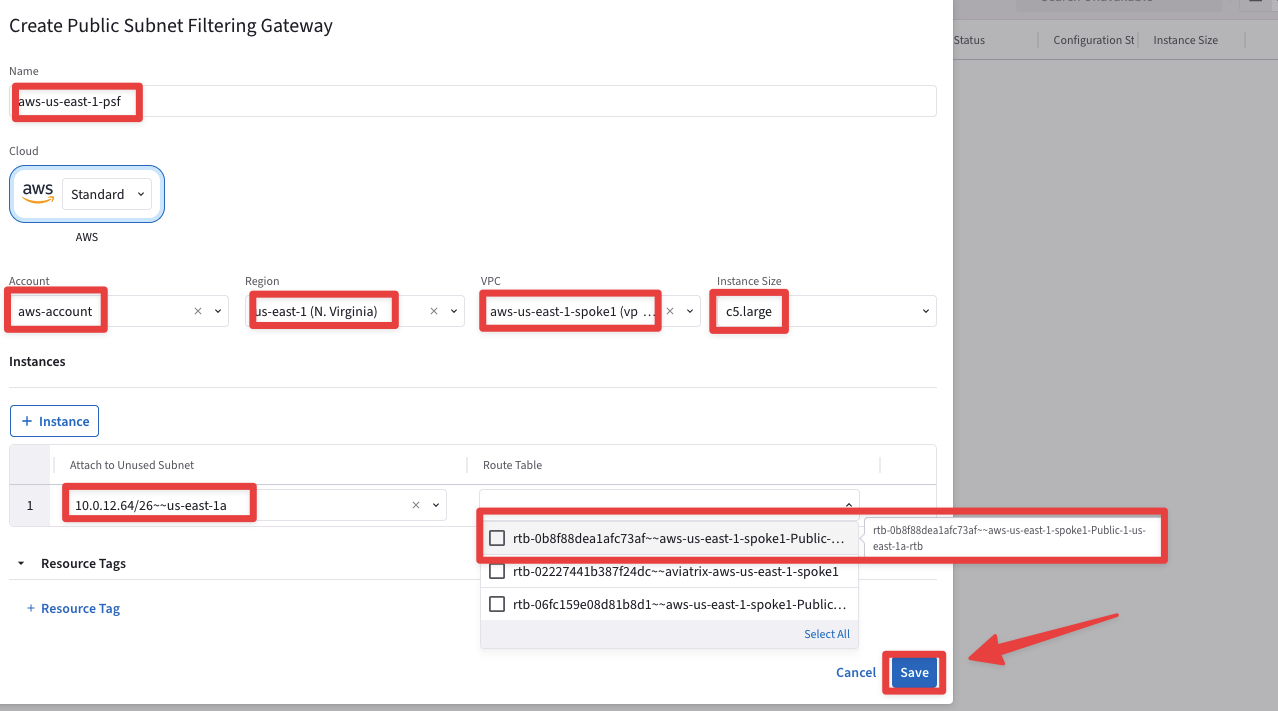 Create Public Subnet Filtering Gateway
Status
Configuration St
Instance Size
Name
aws-us-east-1-psf
Cloud
aws
Standard
AWS
Account
Region
VPC
Instance Size
aws-account
us-east-1 (N. Virginia)
aws-us-east-1-spoke1 (vp ...
c5.large
Instances
+ Instance
Attach to Unused Subnet
Route Table
1
10.0.12.64/26~~us-east-1a
rtb-0b8f88dea1afc73af~~aws-us-east-1-spoke1-Public-...
rtb-0b8f88dea1afc73af~~aws-us-east-1-spoke1-Public-1-us-
east-1a-rtb
rtb-02227441b387f24dc~~aviatrix-aws-us-east-1-spoke1
rtb-06fc159e08d81b8d1~~aws-us-east-1-spoke1-Public...
Select All
Resource Tags
+ Resource Tag
Cancel
Save